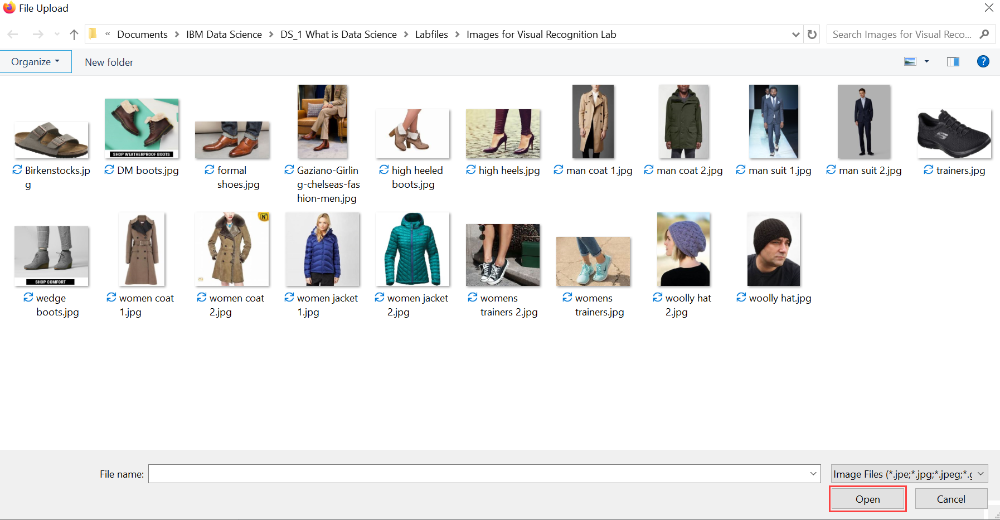 File Upload
« Documents > IBM Data Science > DS_1 What is Data Science > Labfiles > Images for Visual Recognition Lab
Search Images for Visual Reco...
Organize
New folder
?
SHOP WEATHERPROOF BOOTS
Birkenstocks.jp
g
DM boots.jpg
formal
shoes.jpg
Gaziano-Girlin
g-chelseas-fas
hion-men.jpg
high heeled
boots.jpg
high heels.jpg
man coat 1.jpg
man coat 2.jpg
man suit 1.jpg
man suit 2.jpg
trainers.jpg
SHOP COMFORT
N
CU
wedge
boots.jpg
women coat
1.jpg
women coat
2.jpg
women jacket
1.jpg
women jacket
2.jpg
womens
trainers 2.jpg
womens
trainers.jpg
woolly hat
2.jpg
woolly hat.jpg
File name:
Image Files (*.jpe;*.jpg;*.jpeg;*.g
Open
Cancel